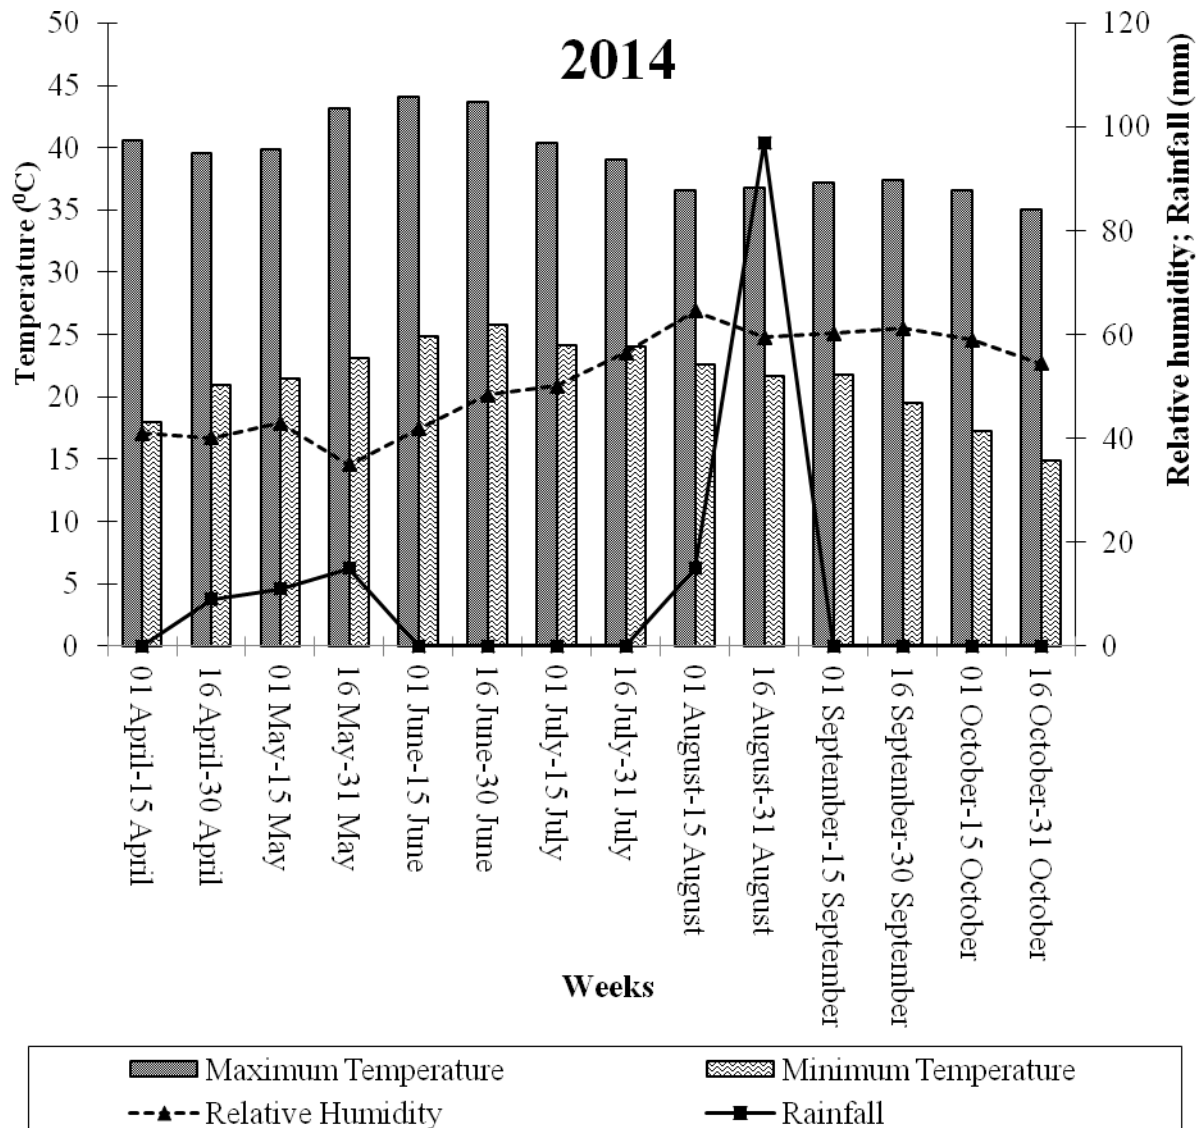 2014
50
45
40
35
30
25
20
15
10
5
0
Temperature (⁰C)
120
100
80
60
40
20
0
Relative humidity; Rainfall (mm)
01 April-15 April
16 April-30 April
01 May-15 May
16 May-31 May
01 June-15 June
16 June-30 June
01 July-15 July
16 July-31 July
01 August-15 August
16 August-31 August
01 September-15 September
16 September-30 September
01 October-15 October
16 October-31 October
Weeks
Maximum Temperature
Minimum Temperature
Relative Humidity
Rainfall